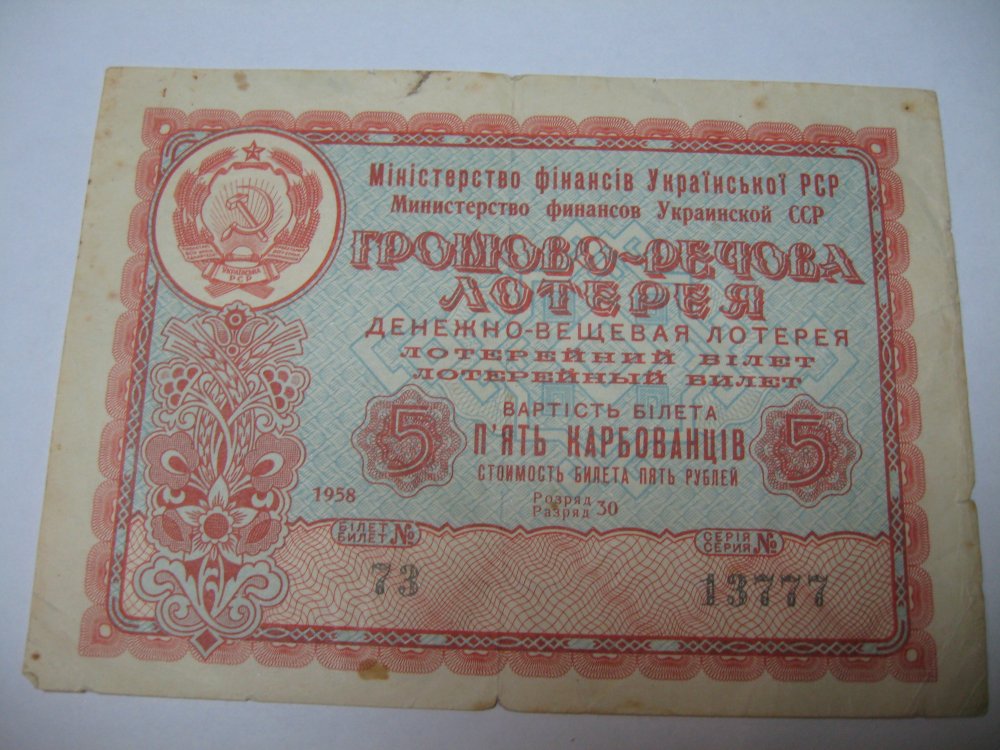 Міністерство фінансів Української РСР
Министерство финансов Украинской ССР
ГРОШОВО-РЕЧОВА
ЛОТЕРЕЯ
ДЕНЕЖНО-ВЕЩЕВАЯ ЛОТЕРЕЯ
ЛОТЕРЕЙНИЙ БІЛЕТ
ЛОТЕРЕЙНЫЙ БИЛЕТ
УКРАЇНСЬКА
РСР
5
5
ВАРТІСТЬ БІЛЕТА
П'ЯТЬ КАРБОВАНЦІВ
СТОИМОСТЬ БИЛЕТА ПЯТЬ РУБЛЕЙ
1958
Розряд
Разряд 30
БІЛЕТ
БИЛЕТ №
73
СЕРІЯ
СЕРИЯ №
13777